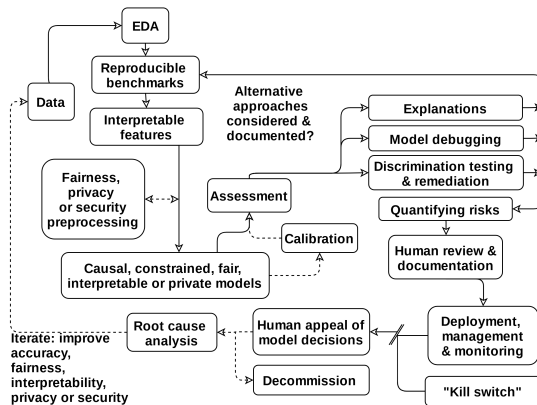 EDA
Reproducible
benchmarks
Data
Alternative
approaches
considered &
documented?
Interpretable
features
Explanations
Model debugging
Discrimination testing
& remediation
Fairness,
privacy
or security
preprocessing
Assessment
Quantifying risks
Calibration
Human review &
documentation
Causal, constrained, fair,
interpretable or private models
Root cause
analysis
Human appeal of
model decisions
Deployment,
management
& monitoring
Iterate: improve
accuracy,
fairness,
interpretability,
privacy or security
Decommission
"Kill switch"